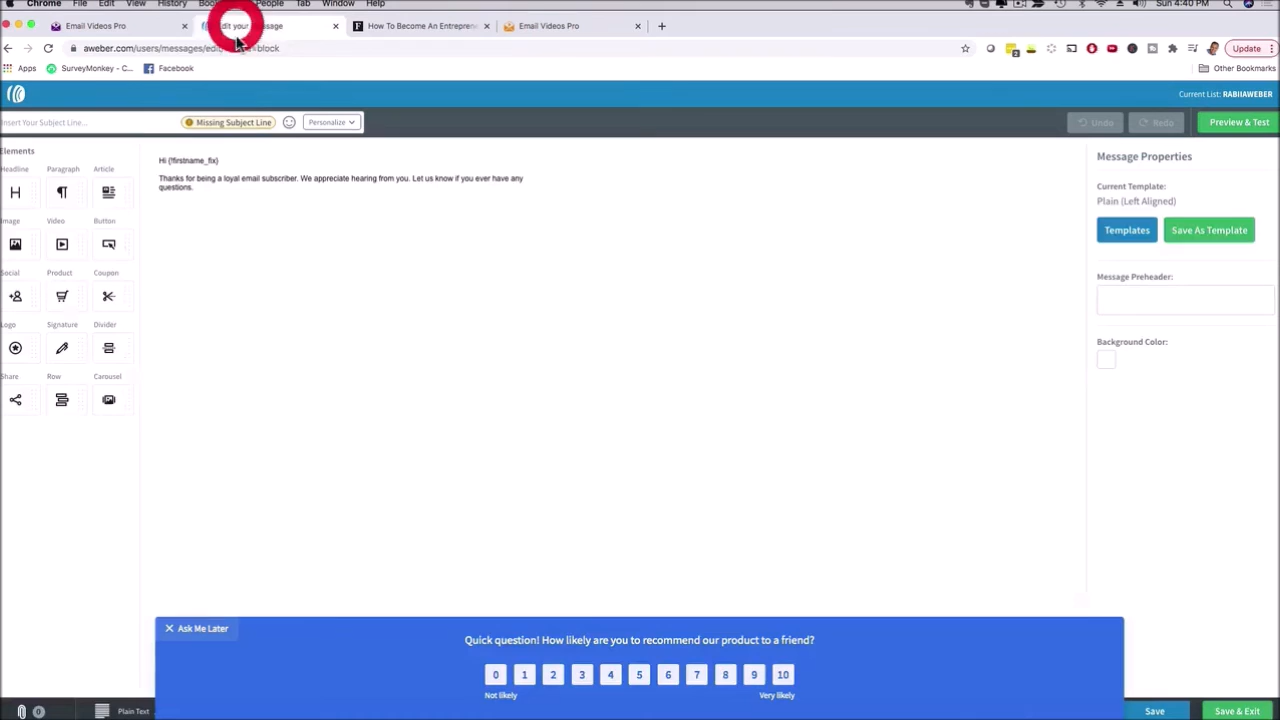 Chrome File Edit View History People Tab Window Help Sun 4:40 PM
Email Videos Pro
How To Become An Entreprene
Email Videos Pro
aweber.com/users/messages/edit
block
Update
Apps SurveyMonkey - C... Facebook Other Bookmarks
Current List: RABIIAWEBER
Insert Your Subject Line... Missing Subject Line Personalize Undo Redo Preview & Test
Elements
Headline Paragraph Article
Image Video Button
Social Product Coupon
Logo Signature Divider
Share Row Carousel
Hi {!firstname_fix}
Thanks for being a loyal email subscriber. We appreciate hearing from you. Let us know if you ever have any
questions.
Message Properties
Current Template:
Plain (Left Aligned)
Templates Save As Template
Message Preheader:
Background Color:
Ask Me Later
Quick question! How likely are you to recommend our product to a friend?
0 1 2 3 4 5 6 7 8 9 10
Not likely Very likely
0 Plain Text Save Save & Exit